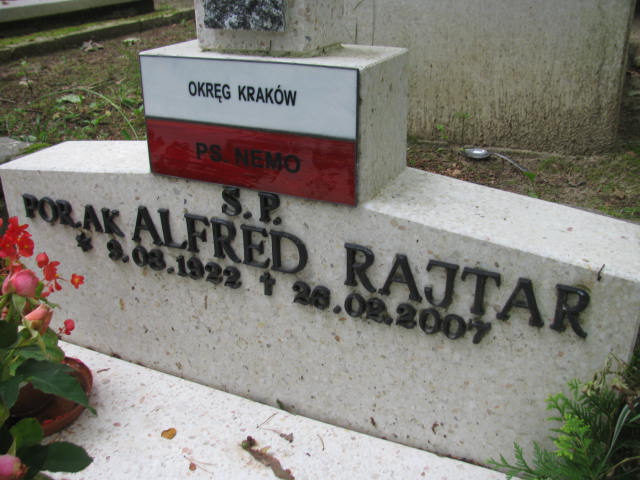 OKRĘG KRAKÓW
PS. NEMO
Ś.P.
POR.AK ALFRED RAJTAR
* 9.08.1922 † 28.02.2007